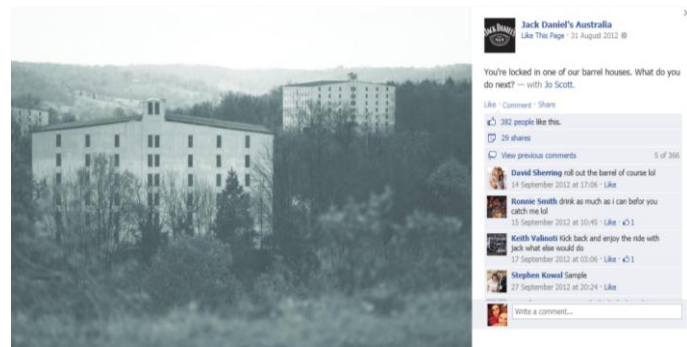 JACK DANIEL'S
Jack Daniel's Australia
Like This Page · 31 August 2012
You're locked in one of our barrel houses. What do you
do next? — with Jo Scott.
Like · Comment · Share
382 people like this.
29 shares
View previous comments 5 of 366
David Sherring roll out the barrel of course lol
14 September 2012 at 17:06 · Like
Ronnie Smith drink as much as i can befor you
catch me lol
15 September 2012 at 10:45 · Like · 1
Keith Valinoti Kick back and enjoy the ride with
jack what else would do
17 September 2012 at 03:06 · Like · 1
Stephen Kowal Sample
27 September 2012 at 20:24 · Like
Write a comment...